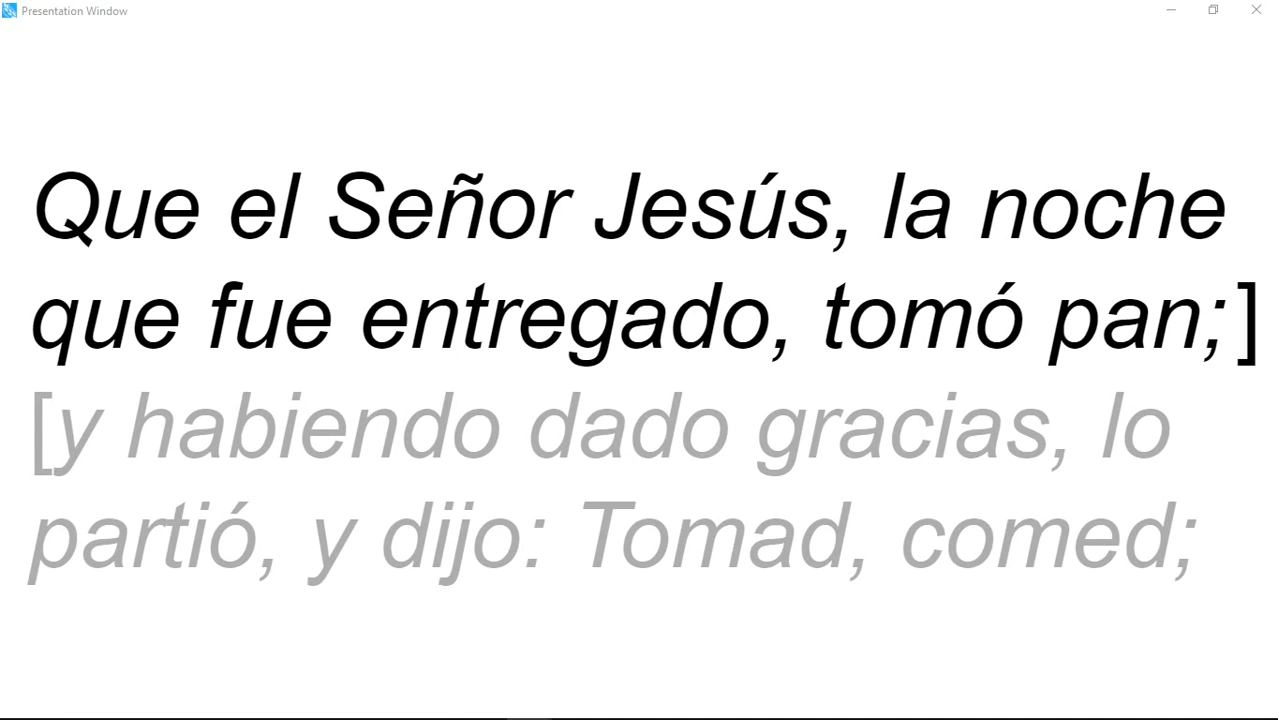 Presentation Window
Que el Señor Jesús, la noche
que fue entregado, tomó pan;]
[y habiendo dado gracias, lo
partió, y dijo: Tomad, comed;